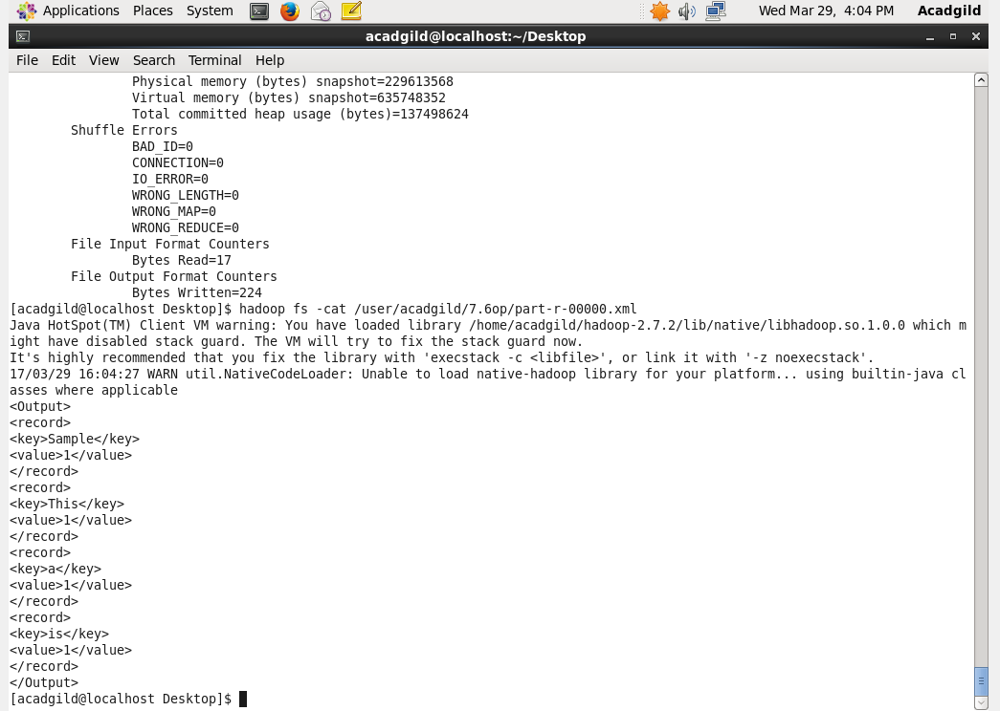 Applications Places System Wed Mar 29, 4:04 PM Acadgild
acadgild@localhost:~/Desktop
File Edit View Search Terminal Help
Physical memory (bytes) snapshot=229613568
Virtual memory (bytes) snapshot=635748352
Total committed heap usage (bytes)=137498624
Shuffle Errors
BAD_ID=0
CONNECTION=0
IO_ERROR=0
WRONG_LENGTH=0
WRONG_MAP=0
WRONG_REDUCE=0
File Input Format Counters
Bytes Read=17
File Output Format Counters
Bytes Written=224
[acadgild@localhost Desktop]$ hadoop fs -cat /user/acadgild/7.6op/part-r-00000.xml
Java HotSpot(TM) Client VM warning: You have loaded library /home/acadgild/hadoop-2.7.2/lib/native/libhadoop.so.1.0.0 which m
ight have disabled stack guard. The VM will try to fix the stack guard now.
It's highly recommended that you fix the library with 'execstack -c <libfile>', or link it with '-z noexecstack'.
17/03/29 16:04:27 WARN util.NativeCodeLoader: Unable to load native-hadoop library for your platform... using builtin-java cl
asses where applicable
<Output>
<record>
<key>Sample</key>
<value>1</value>
</record>
<record>
<key>This</key>
<value>1</value>
</record>
<record>
<key>a</key>
<value>1</value>
</record>
<record>
<key>is</key>
<value>1</value>
</record>
</Output>
[acadgild@localhost Desktop]$